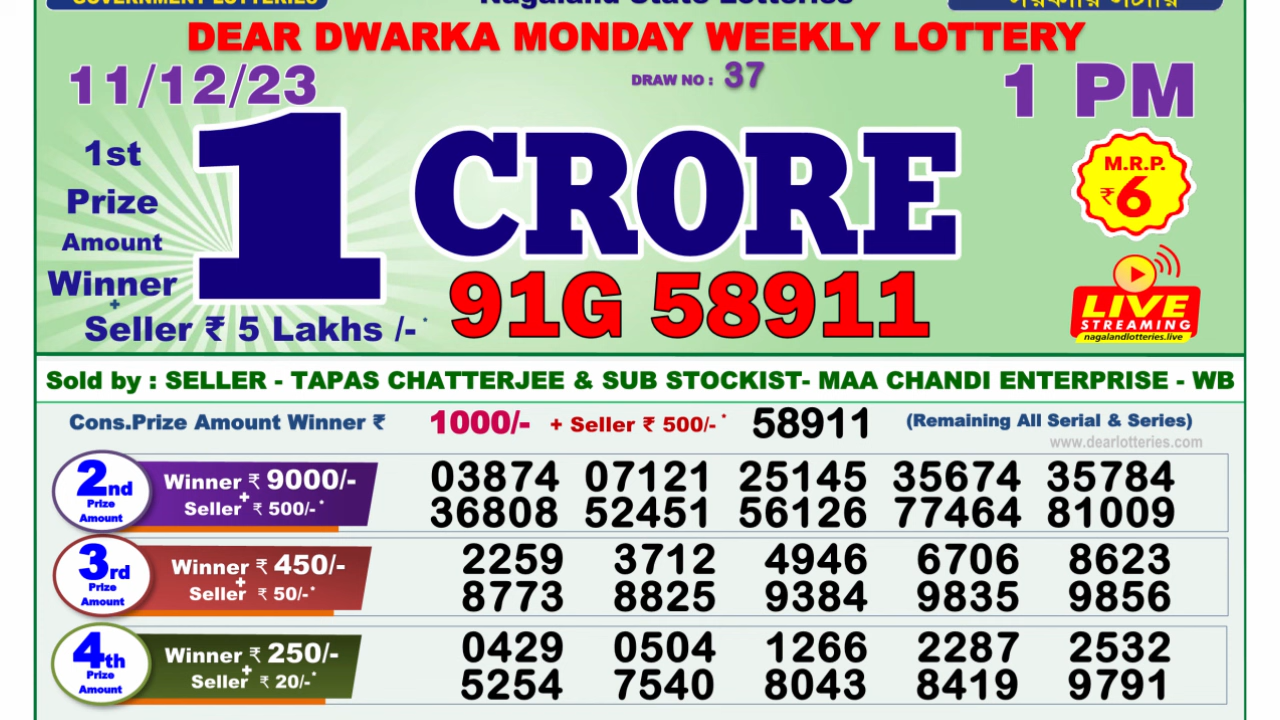 GOVERNMENT LOTTERIES
Nagaland State Lotteries
DEAR DWARKA MONDAY WEEKLY LOTTERY
11/12/23
DRAW NO : 37
1 PM
1st
Prize
Amount
Winner
+
Seller ₹ 5 Lakhs /-*
1 CRORE
91G 58911
M.R.P.
₹6
LIVE
STREAMING
nagalandlotteries.live
Sold by : SELLER - TAPAS CHATTERJEE & SUB STOCKIST- MAA CHANDI ENTERPRISE - WB
Cons.Prize Amount Winner ₹ 1000/- + Seller ₹ 500/-* 58911 (Remaining All Serial & Series)
www.dearlotteries.com
2nd
Prize
Amount
Winner ₹ 9000/-
+
Seller ₹ 500/-*
03874 07121 25145 35674 35784
36808 52451 56126 77464 81009
3rd
Prize
Amount
Winner ₹ 450/-
+
Seller ₹ 50/-*
2259 3712 4946 6706 8623
8773 8825 9384 9835 9856
4th
Prize
Amount
Winner ₹ 250/-
+
Seller ₹ 20/-*
0429 0504 1266 2287 2532
5254 7540 8043 8419 9791